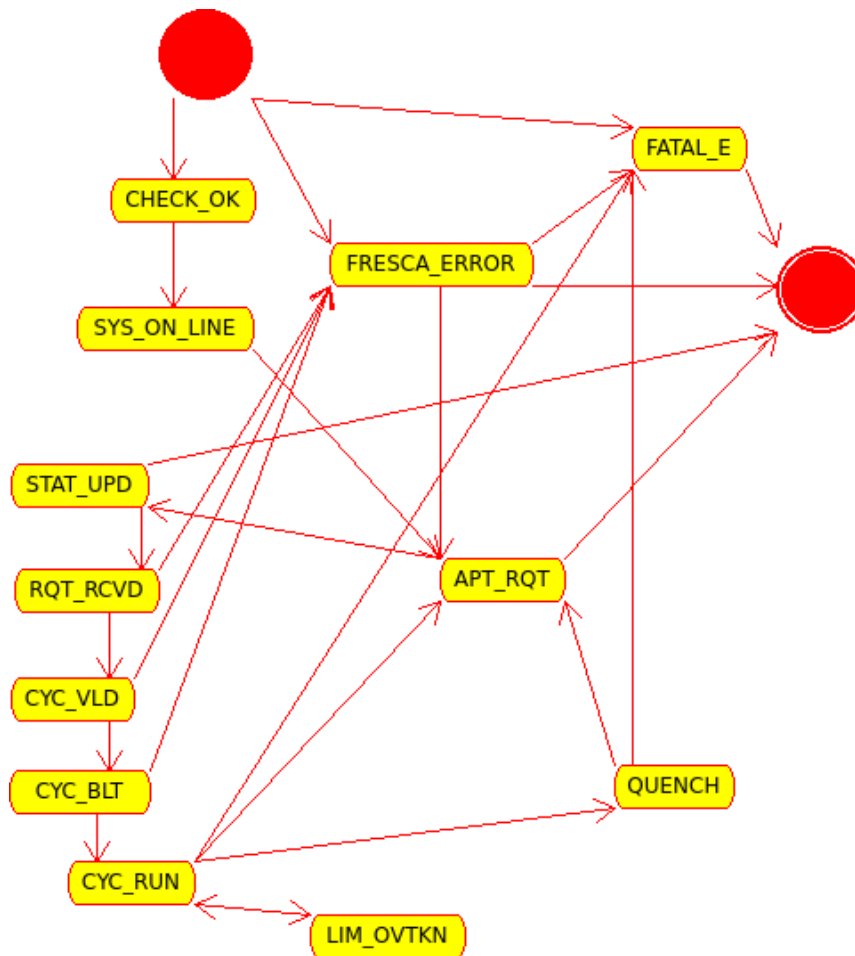 FATAL_E
CHECK_OK
FRESCA_ERROR
SYS_ON_LINE
STAT_UPD
APT_RQT
RQT_RCVD
CYC_VLD
CYC_BLT
QUENCH
CYC_RUN
LIM_OVTKN